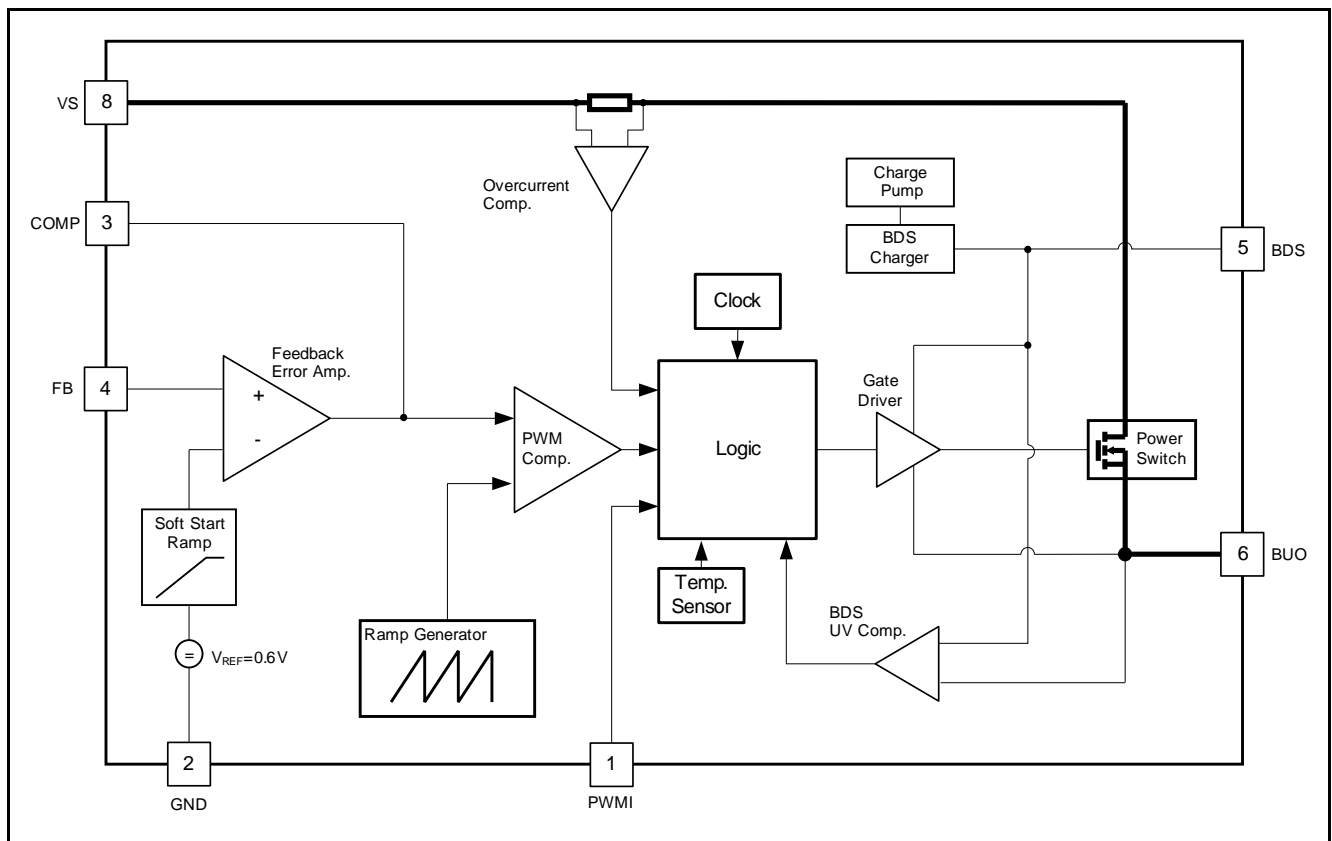 VS
8
Overcurrent
Comp.
Charge
Pump
COMP
3
BDS
Charger
5
BDS
Clock
Feedback
Error Amp.
FB
4
+
-
PWM
Comp.
Logic
Gate
Driver
Power
Switch
Soft Start
Ramp
6
BUO
Temp.
Sensor
BDS
UV Comp.
Ramp Generator
=
VREF=0.6V
2
GND
1
PWMI